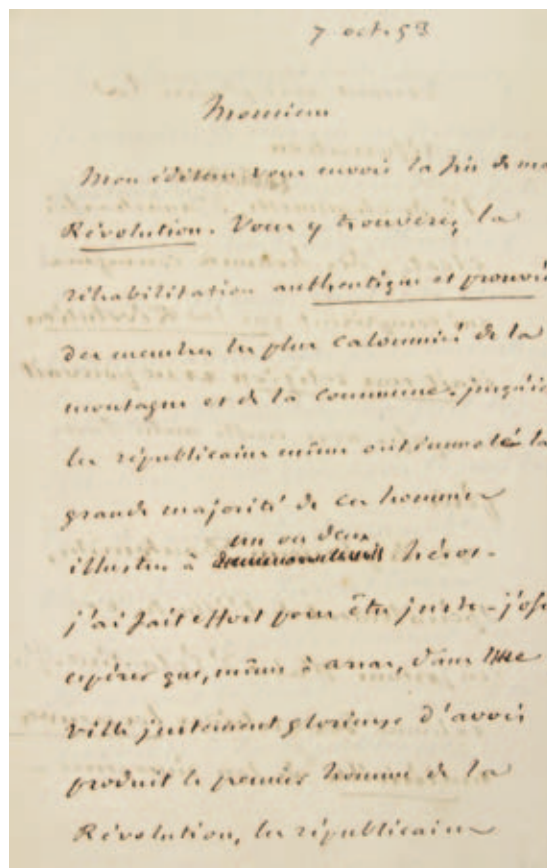 7 oct. 53
Monsieur
Mon éditeur vous envoie la fin de ma
Révolution. Vous y trouverez la
réhabilitation authentique et prouvée
des membres les plus calomniés de la
montagne et de la commune. jusqu'ici
les républicains même ont immolé la
grande majorité de ces hommes
illustres à un ou deux héros.
j'ai fait effort pour être juste - j'ose
espérer que, même à arras, dans une
ville justement glorieuse d'avoir
produit le premier homme de la
Révolution, les républicains